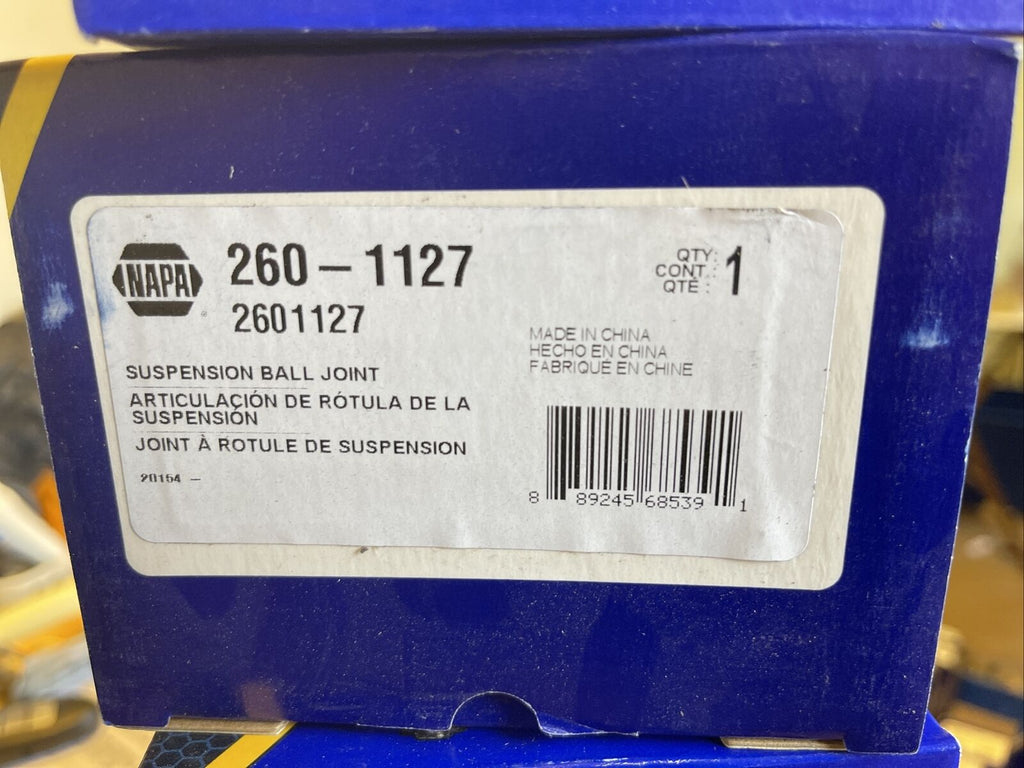 NAPA
®
260 – 1127
2601127
QTY:
CONT.:
QTÉ :
1
MADE IN CHINA
HECHO EN CHINA
FABRIQUÉ EN CHINE
SUSPENSION BALL JOINT
ARTICULACIÓN DE RÓTULA DE LA
SUSPENSIÓN
JOINT À ROTULE DE SUSPENSION
20154 –
8 89245 68539 1